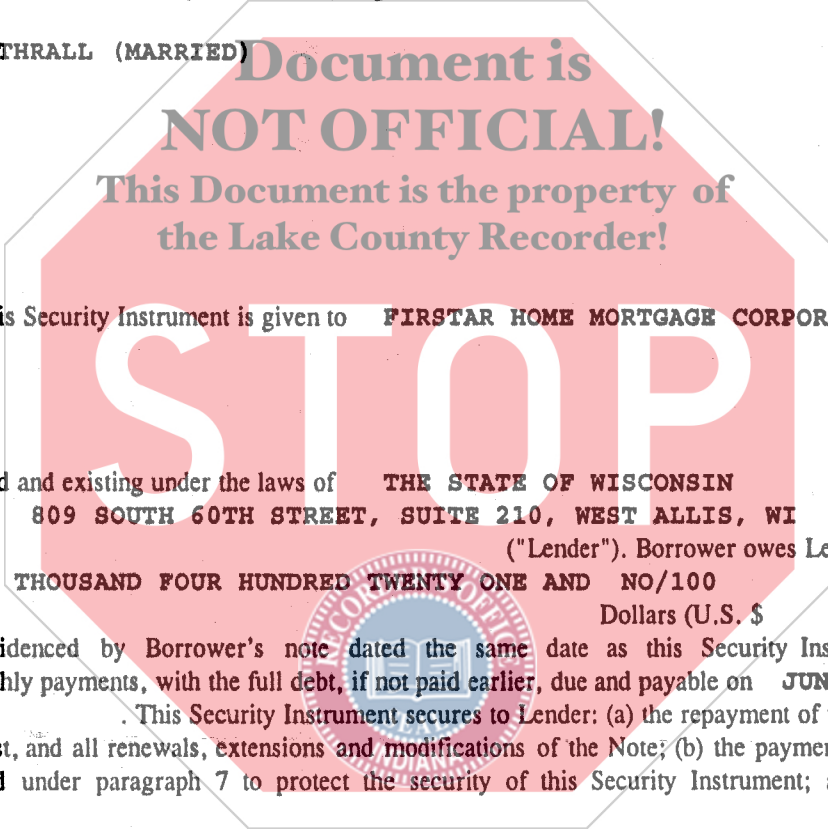 THRALL (MARRIED)
Document is
NOT OFFICIAL!
This Document is the property of
the Lake County Recorder!
is Security Instrument is given to FIRSTAR HOME MORTGAGE CORPOR
STOP
d and existing under the laws of THE STATE OF WISCONSIN
809 SOUTH 60TH STREET, SUITE 210, WEST ALLIS, WI
("Lender"). Borrower owes Le
THOUSAND FOUR HUNDRED TWENTY ONE AND NO/100
Dollars (U.S. $
idenced by Borrower's note dated the same date as this Security Ins
hly payments, with the full debt, if not paid earlier, due and payable on JUN
. This Security Instrument secures to Lender: (a) the repayment of
st, and all renewals, extensions and modifications of the Note; (b) the paymen
d under paragraph 7 to protect the security of this Security Instrument;
RECORDER'S OFFICE
LAKE
INDIANA